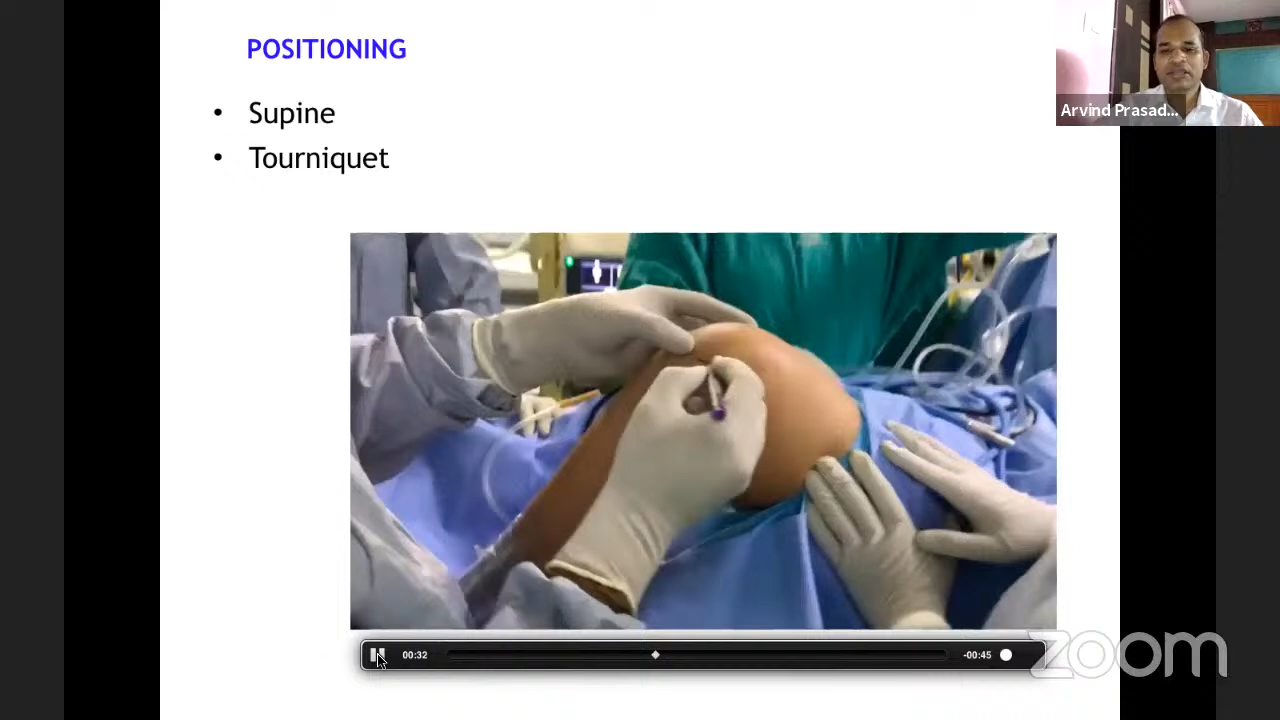 POSITIONING
• Supine
• Tourniquet
Arvind Prasad...
00:32
-00:45
zoom